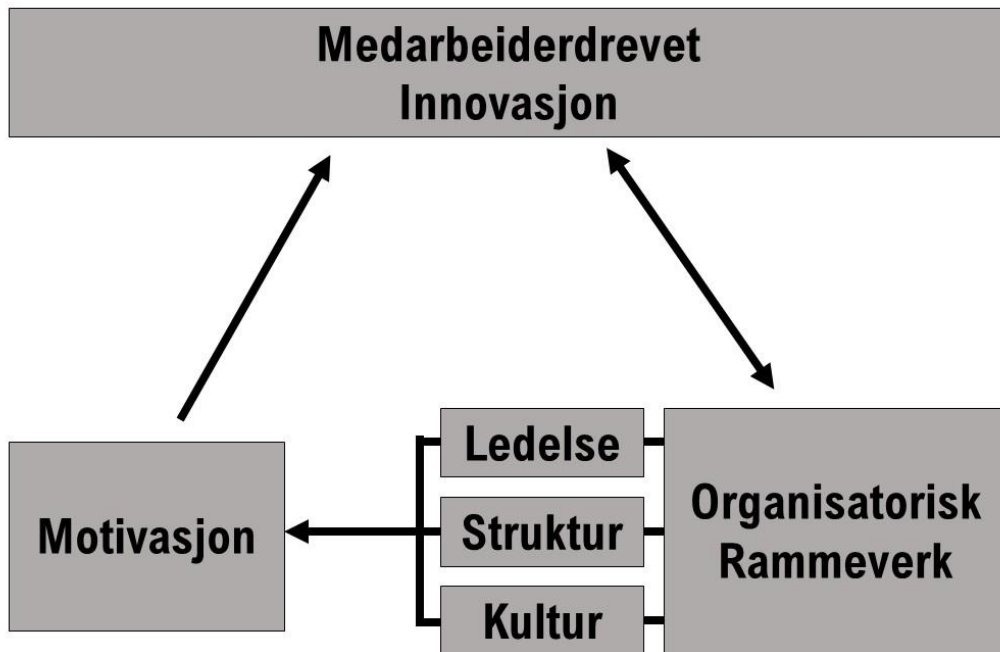 Medarbeiderdrevet
Innovasjon
Motivasjon
Ledelse
Struktur
Kultur
Organisatorisk
Rammeverk